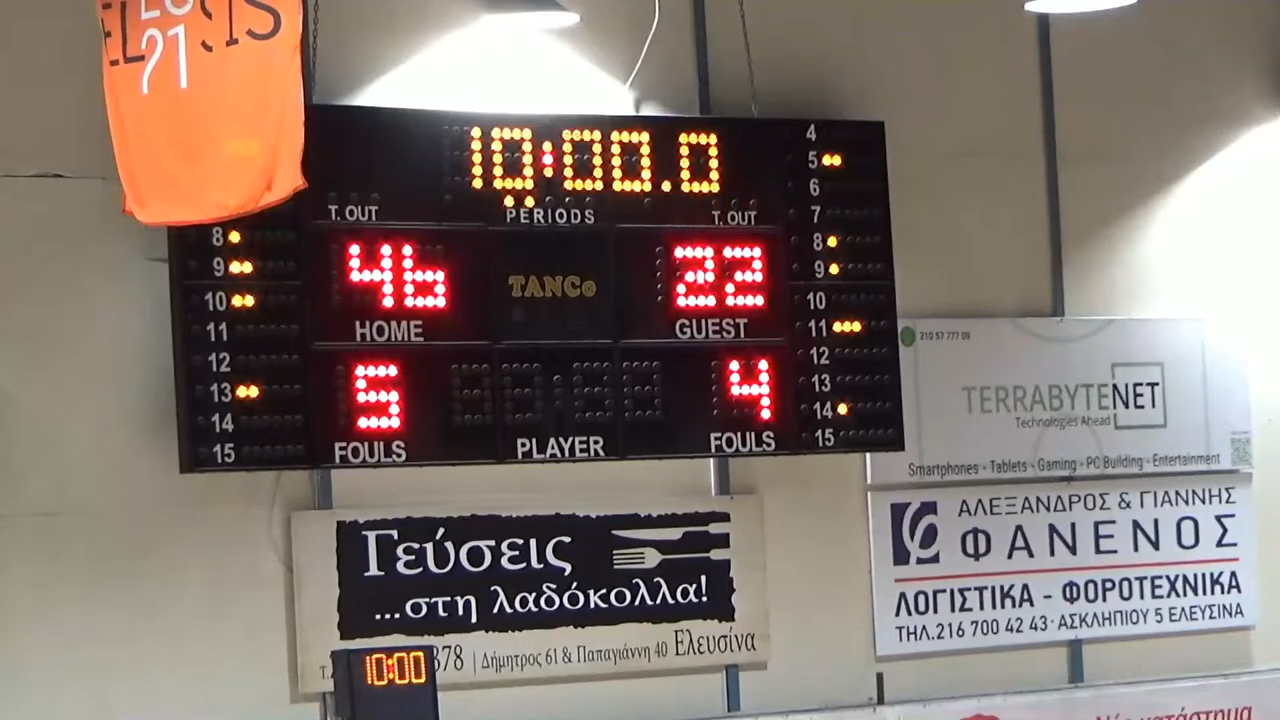 21
10:00.0
T. OUT
PERIODS
T. OUT
46
TANCo
22
HOME
GUEST
5
4
FOULS
PLAYER
FOULS
8
9
10
11
12
13
14
15
4
5
6
7
8
9
10
11
12
13
14
15
210 57 777 09
TERRABYTENET
Technologies Ahead
Smartphones - Tablets - Gaming - PC Building - Entertainment
ΑΛΕΞΑΝΔΡΟΣ & ΓΙΑΝΝΗΣ
ΦΑΝΕΝΟΣ
ΛΟΓΙΣΤΙΚΑ - ΦΟΡΟΤΕΧΝΙΚΑ
ΤΗΛ.216 700 42 43 · ΑΣΚΛΗΠΙΟΥ 5 ΕΛΕΥΣΙΝΑ
Γεύσεις
...στη λαδόκολλα!
378 | Δήμητρος 61 & Παπαγιάννη 40 Ελευσίνα
10:00
κατάστημα